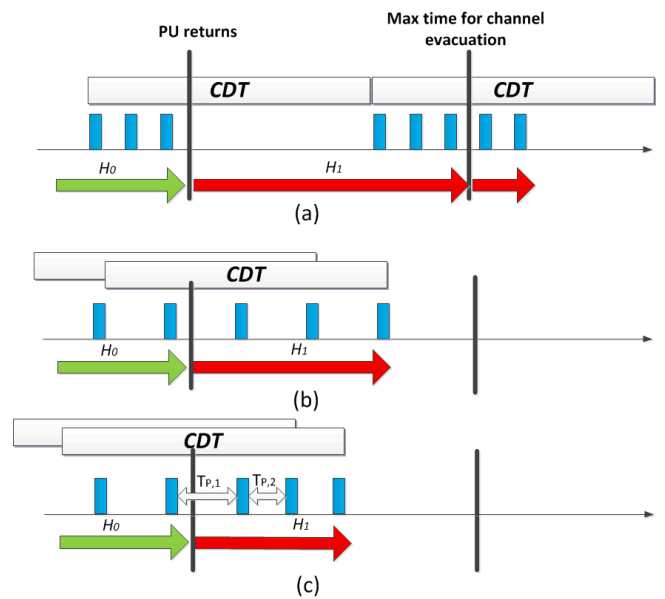 PU returns
Max time for channel
evacuation
CDT
CDT
H0
H1
(a)
CDT
H0
H1
(b)
CDT
TP,1
TP,2
H0
H1
(c)